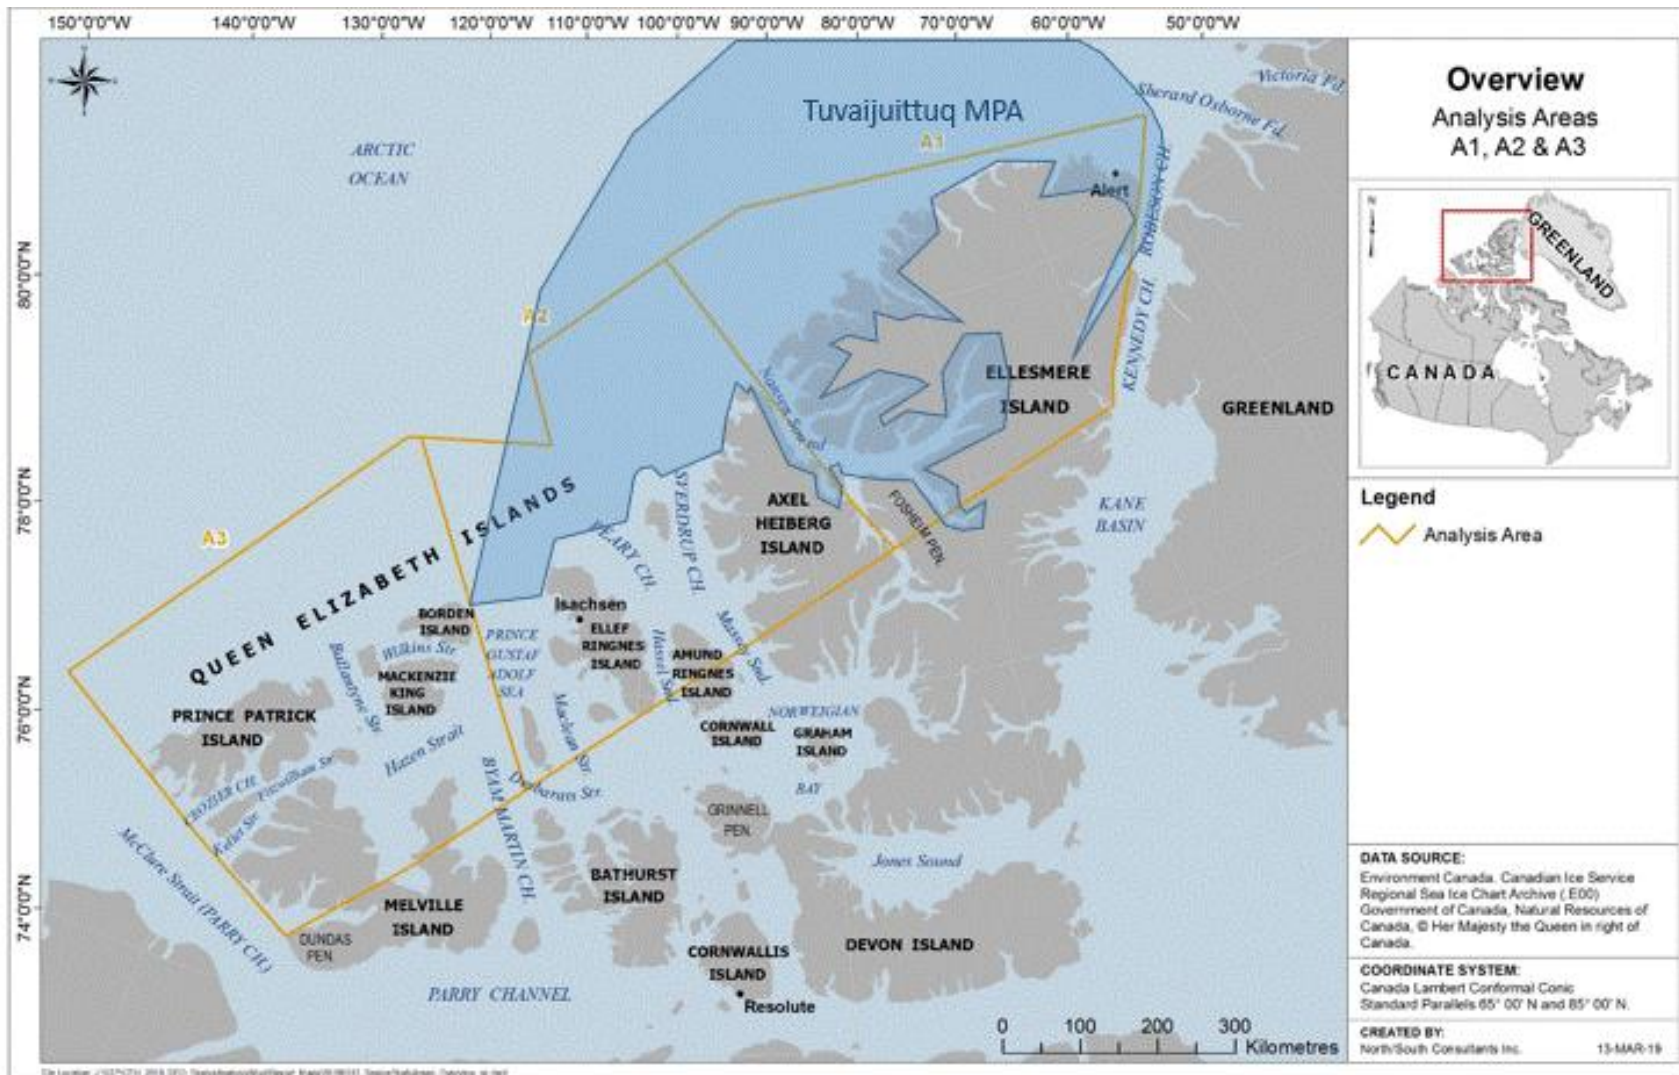 150°0'0"W 140°0'0"W 130°0'0"W 120°0'0"W 110°0'0"W 100°0'0"W 90°0'0"W 80°0'0"W 70°0'0"W 60°0'0"W 50°0'0"W
80°0'0"N
78°0'0"N
76°0'0"N
74°0'0"N
Tuvaijuittuq MPA
A1
Victoria Fd.
Sherard Osborne Fd.
ARCTIC
OCEAN
Alert
ROBESON CH.
KENNEDY CH.
A2
Nansen Sound
ELLESMERE
ISLAND
GREENLAND
A3
QUEEN ELIZABETH ISLANDS
PEARY CH.
SVERDRUP CH.
AXEL
HEIBERG
ISLAND
FOSHEIM PEN.
KANE
BASIN
BORDEN
ISLAND
Isachsen
ELLEF
RINGNES
ISLAND
PRINCE
GUSTAF
ADOLF
SEA
Wilkins Str
Ballantyne Str
MACKENZIE
KING
ISLAND
Hassel Snd
AMUND
RINGNES
ISLAND
Massey Snd.
PRINCE PATRICK
ISLAND
Maclean Str.
CORNWALL
ISLAND
NORWEGIAN
BAY
GRAHAM
ISLAND
Hazen Strait
CROZIER CH.
Fitzwilliam Str
Kellet Str.
BYAM MARTIN CH.
Str.
GRINNELL
PEN.
McClure Strait (PARRY CH.)
Jones Sound
BATHURST
ISLAND
MELVILLE
ISLAND
DUNDAS
PEN.
CORNWALLIS
ISLAND
DEVON ISLAND
PARRY CHANNEL
Resolute
0 100 200 300
Kilometres
Overview
Analysis Areas
A1, A2 & A3
N
GREENLAND
CANADA
Legend
Analysis Area
DATA SOURCE:
Environment Canada. Canadian Ice Service
Regional Sea Ice Chart Archive (.E00)
Government of Canada, Natural Resources of
Canada, © Her Majesty the Queen in right of
Canada.
COORDINATE SYSTEM:
Canada Lambert Conformal Conic
Standard Parallels 65° 00' N and 85° 00' N.
CREATED BY:
North/South Consultants Inc. 13-MAR-19